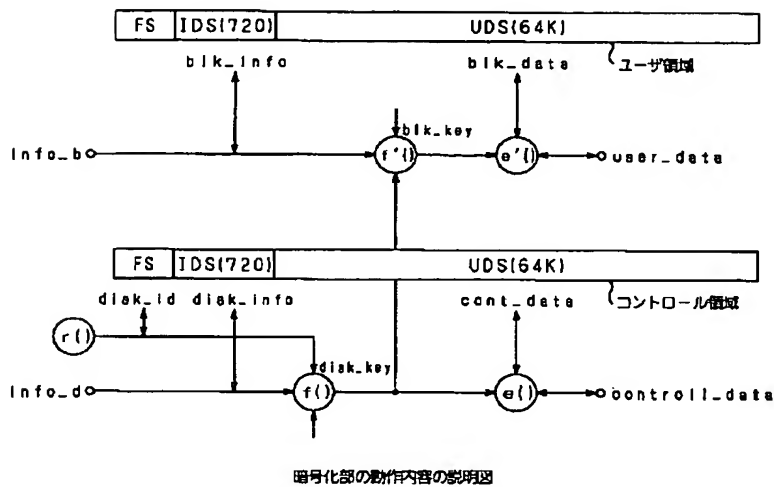 FS IDS(720) UDS(64K)
ユーザ領域
blk_info blk_data
blk_key
info_b f'() e'() user_data
FS IDS(720) UDS(64K)
コントロール領域
disk_id disk_info cont_data
r()
disk_key
info_d f() e() controll_data
暗号化部の動作内容の説明図